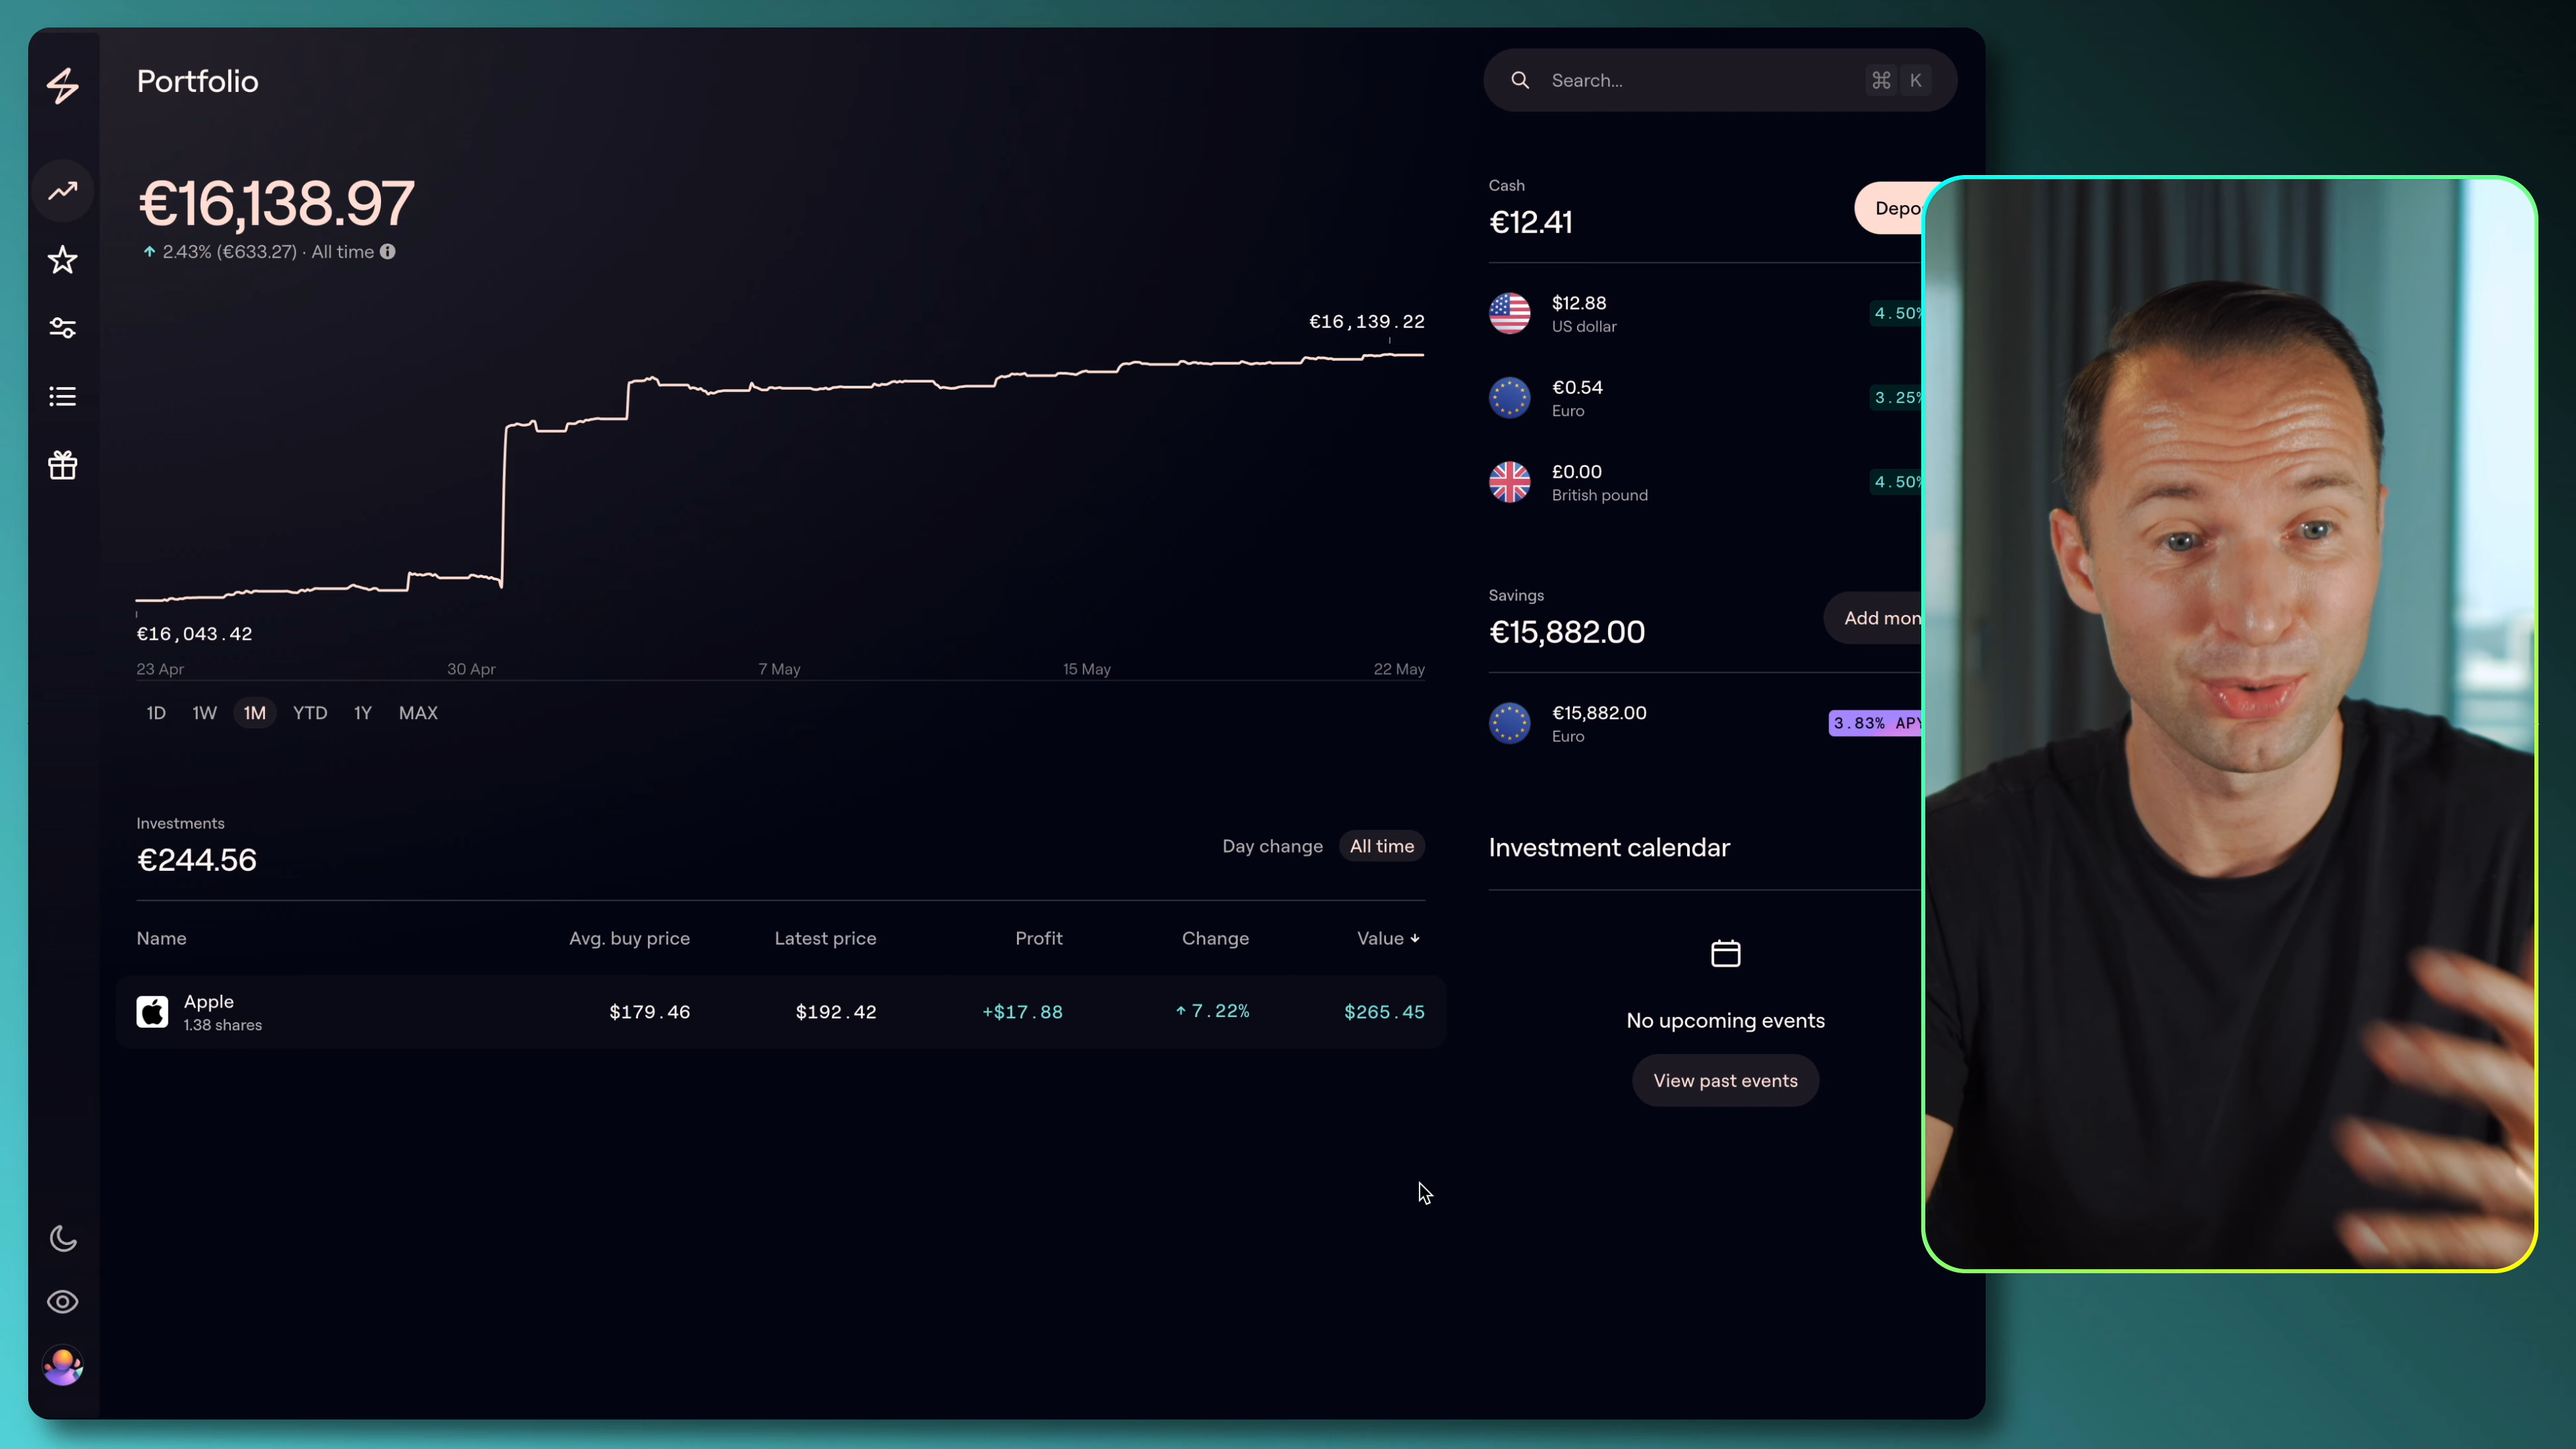 Portfolio
Search...
⌘ K
€16,138.97
2.43% (€633.27) · All time
€16,139.22
€16,043.42
23 Apr 30 Apr 7 May 15 May 22 May
1D 1W 1M YTD 1Y MAX
Investments
€244.56
Day change All time
Name Avg. buy price Latest price Profit Change Value
Apple
1.38 shares
$179.46 $192.42 +$17.88 7.22% $265.45
Cash
€12.41
$12.88
US dollar
4.50%
€0.54
Euro
3.25%
£0.00
British pound
4.50%
Savings
€15,882.00
Add
€15,882.00
Euro
3.83% APY
Investment calendar
No upcoming events
View past events